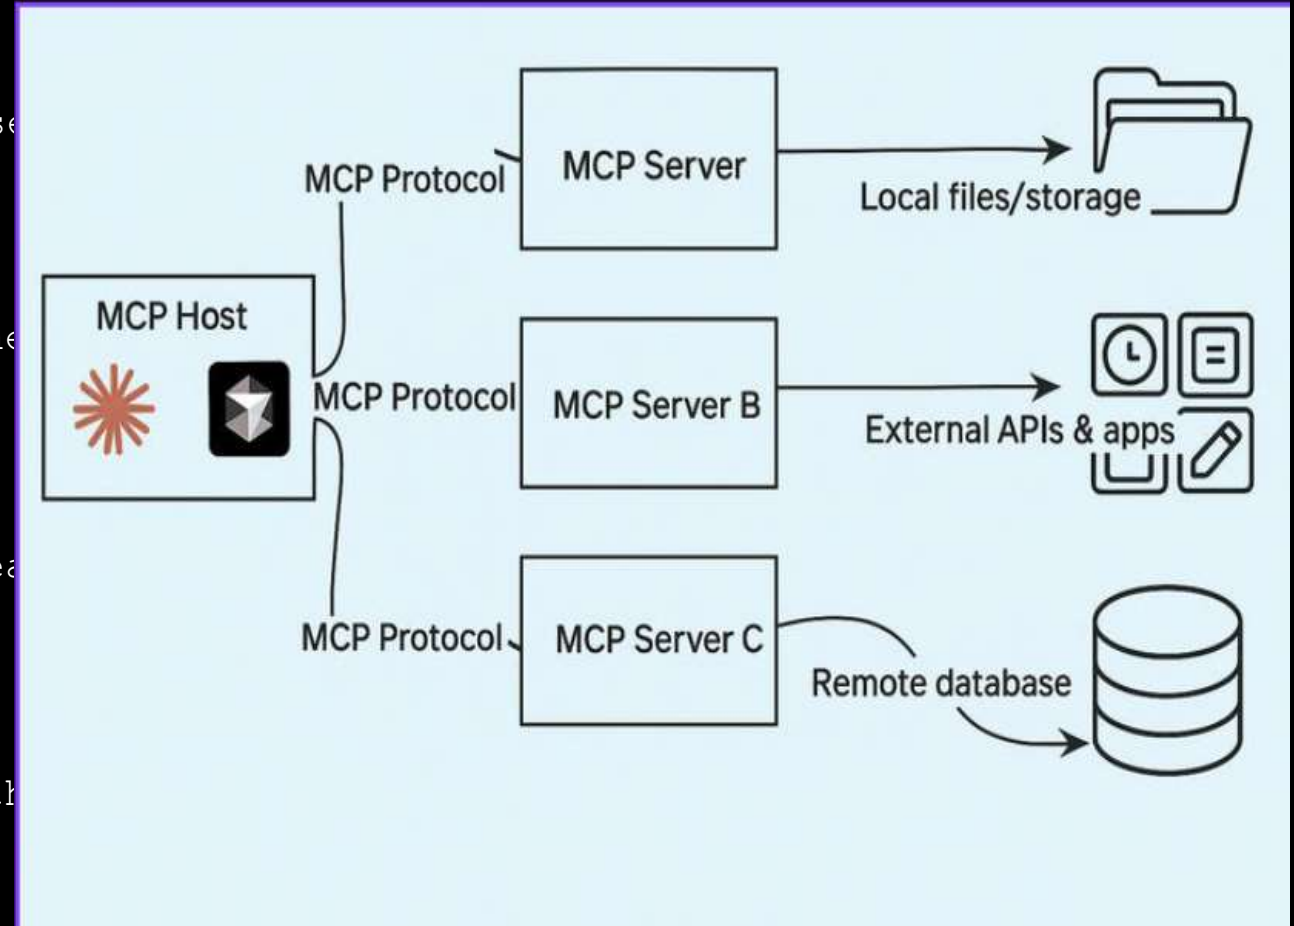 MCP Server
MCP Protocol
Local files/storage
MCP Host
MCP Protocol
MCP Server B
External APIs & apps
MCP Protocol
MCP Server C
Remote database